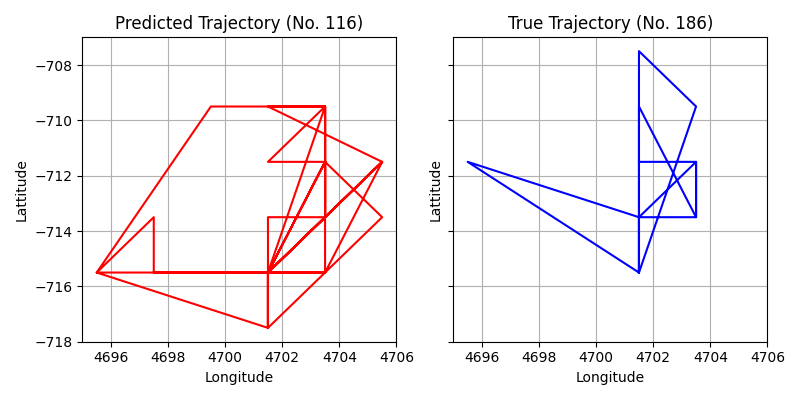 Predicted Trajectory (No. 116)
True Trajectory (No. 186)
−708
−710
−712
−714
−716
−718
Lattitude
Lattitude
4696 4698 4700 4702 4704 4706
4696 4698 4700 4702 4704 4706
Longitude
Longitude